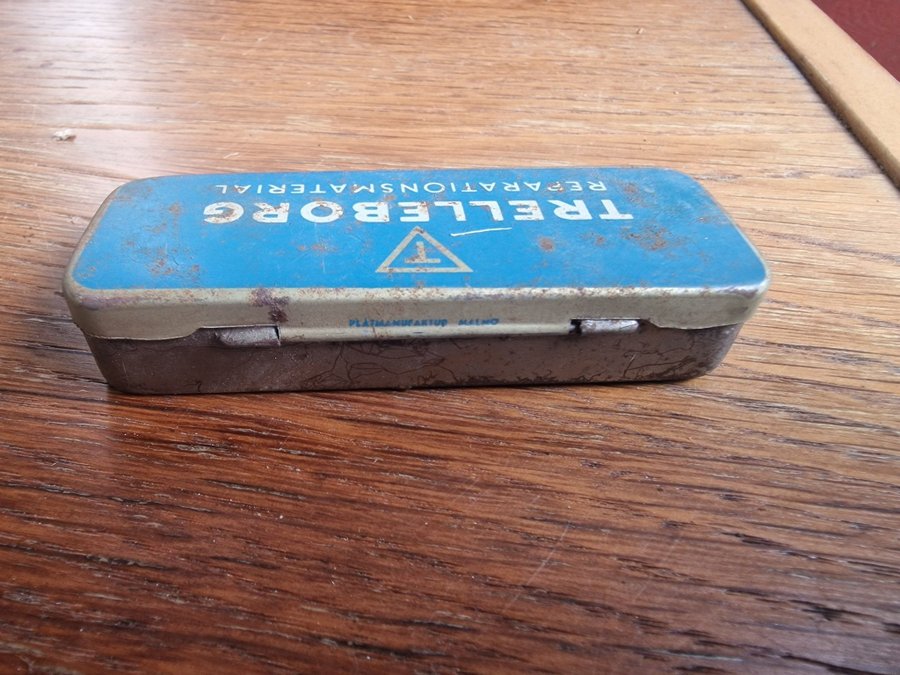 TRELLEBORG
REPARATIONSMATERIAL
T
PLÅTMANUFAKTUR MALMÖ